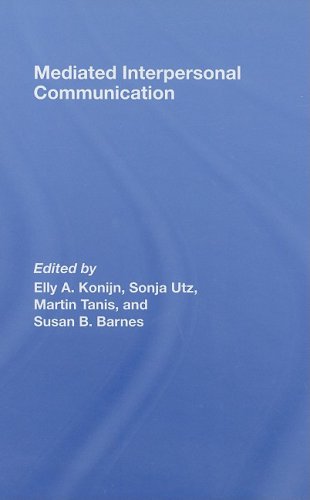 Mediated Interpersonal
Communication
Edited by
Elly A. Konijn, Sonja Utz,
Martin Tanis, and
Susan B. Barnes